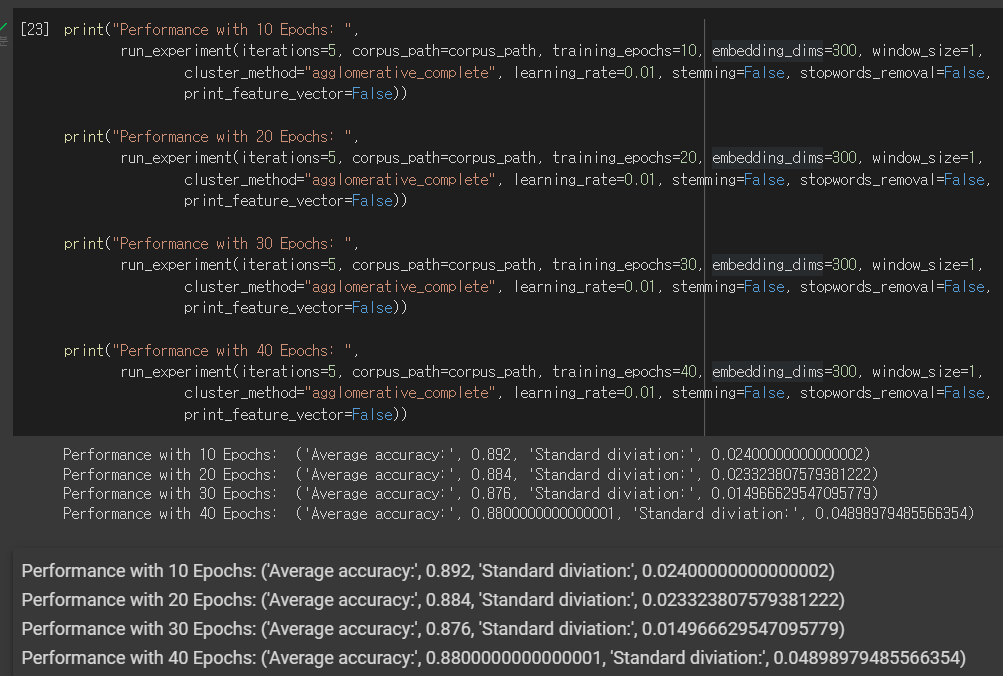 [23] print("Performance with 10 Epochs: ",
run_experiment(iterations=5, corpus_path=corpus_path, training_epochs=10, embedding_dims=300, window_size=1,
cluster_method="agglomerative_complete", learning_rate=0.01, stemming=False, stopwords_removal=False,
print_feature_vector=False))
print("Performance with 20 Epochs: ",
run_experiment(iterations=5, corpus_path=corpus_path, training_epochs=20, embedding_dims=300, window_size=1,
cluster_method="agglomerative_complete", learning_rate=0.01, stemming=False, stopwords_removal=False,
print_feature_vector=False))
print("Performance with 30 Epochs: ",
run_experiment(iterations=5, corpus_path=corpus_path, training_epochs=30, embedding_dims=300, window_size=1,
cluster_method="agglomerative_complete", learning_rate=0.01, stemming=False, stopwords_removal=False,
print_feature_vector=False))
print("Performance with 40 Epochs: ",
run_experiment(iterations=5, corpus_path=corpus_path, training_epochs=40, embedding_dims=300, window_size=1,
cluster_method="agglomerative_complete", learning_rate=0.01, stemming=False, stopwords_removal=False,
print_feature_vector=False))
Performance with 10 Epochs:  ('Average accuracy:', 0.892, 'Standard diviation:', 0.02400000000000002)
Performance with 20 Epochs:  ('Average accuracy:', 0.884, 'Standard diviation:', 0.023323807579381222)
Performance with 30 Epochs:  ('Average accuracy:', 0.876, 'Standard diviation:', 0.014966629547095779)
Performance with 40 Epochs:  ('Average accuracy:', 0.8800000000000001, 'Standard diviation:', 0.04898979485566354)
Performance with 10 Epochs: ('Average accuracy:', 0.892, 'Standard diviation:', 0.02400000000000002)
Performance with 20 Epochs: ('Average accuracy:', 0.884, 'Standard diviation:', 0.023323807579381222)
Performance with 30 Epochs: ('Average accuracy:', 0.876, 'Standard diviation:', 0.014966629547095779)
Performance with 40 Epochs: ('Average accuracy:', 0.8800000000000001, 'Standard diviation:', 0.04898979485566354)